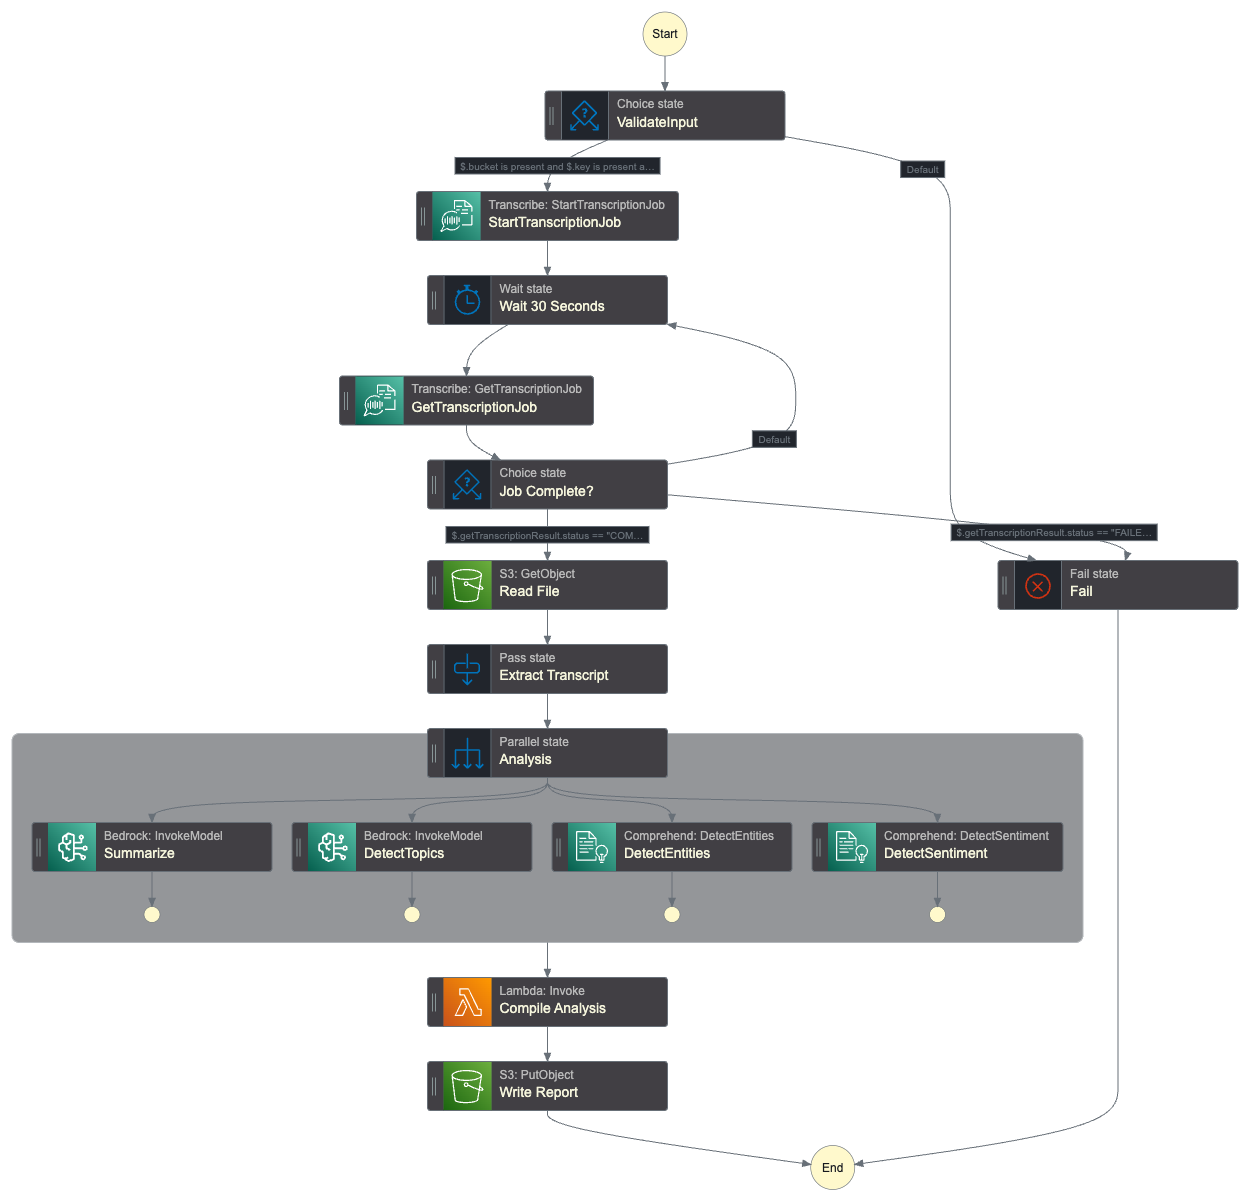 Start
Choice state
ValidateInput
$.bucket is present and $.key is present a...
Default
Transcribe: StartTranscriptionJob
StartTranscriptionJob
Wait state
Wait 30 Seconds
Transcribe: GetTranscriptionJob
GetTranscriptionJob
Default
Choice state
Job Complete?
$.getTranscriptionResult.status == "COM...
$.getTranscriptionResult.status == "FAILE...
S3: GetObject
Read File
Fail state
Fail
Pass state
Extract Transcript
Parallel state
Analysis
Bedrock: InvokeModel
Summarize
Bedrock: InvokeModel
DetectTopics
Comprehend: DetectEntities
DetectEntities
Comprehend: DetectSentiment
DetectSentiment
Lambda: Invoke
Compile Analysis
S3: PutObject
Write Report
End